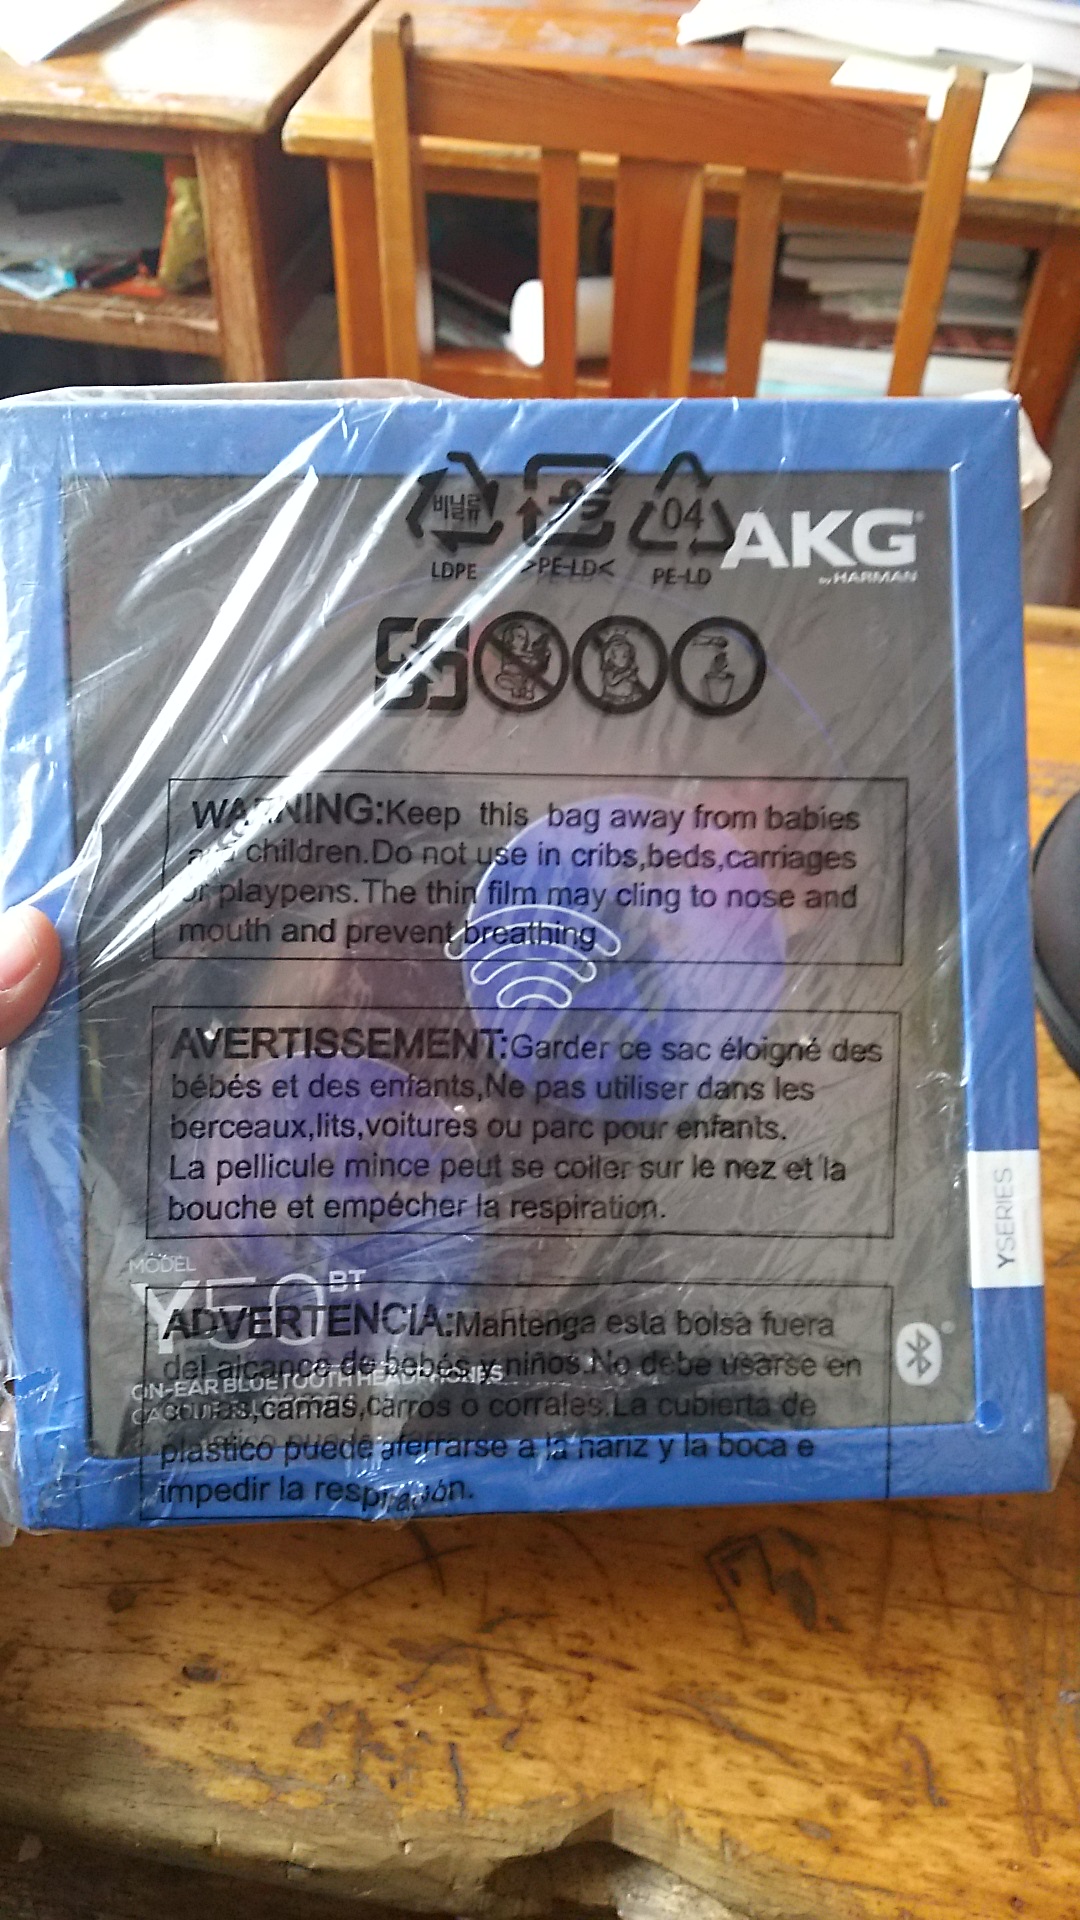 비닐류
LDPE
>PE-LD<
04
PE-LD
AKG
by HARMAN
WARNING:Keep this bag away from babies
and children.Do not use in cribs,beds,carriages
or playpens.The thin film may cling to nose and
mouth and prevent breathing
AVERTISSEMENT:Garder ce sac éloigné des
bébés et des enfants,Ne pas utiliser dans les
berceaux,lits,voitures ou parc pour enfants.
La pellicule mince peut se coller sur le nez et la
bouche et empécher la respiration.
YSERIES
MODEL
Y50BT
ADVERTENCIA:Mantenga esta bolsa fuera
del alcance de bebés y niños.No debe usarse en
ON-EAR BLUETOOTH HEADPHONES
cunas,camas,carros o corrales.La cubierta de
plastico puede aferrarse a la nariz y la boca e
impedir la respiración.